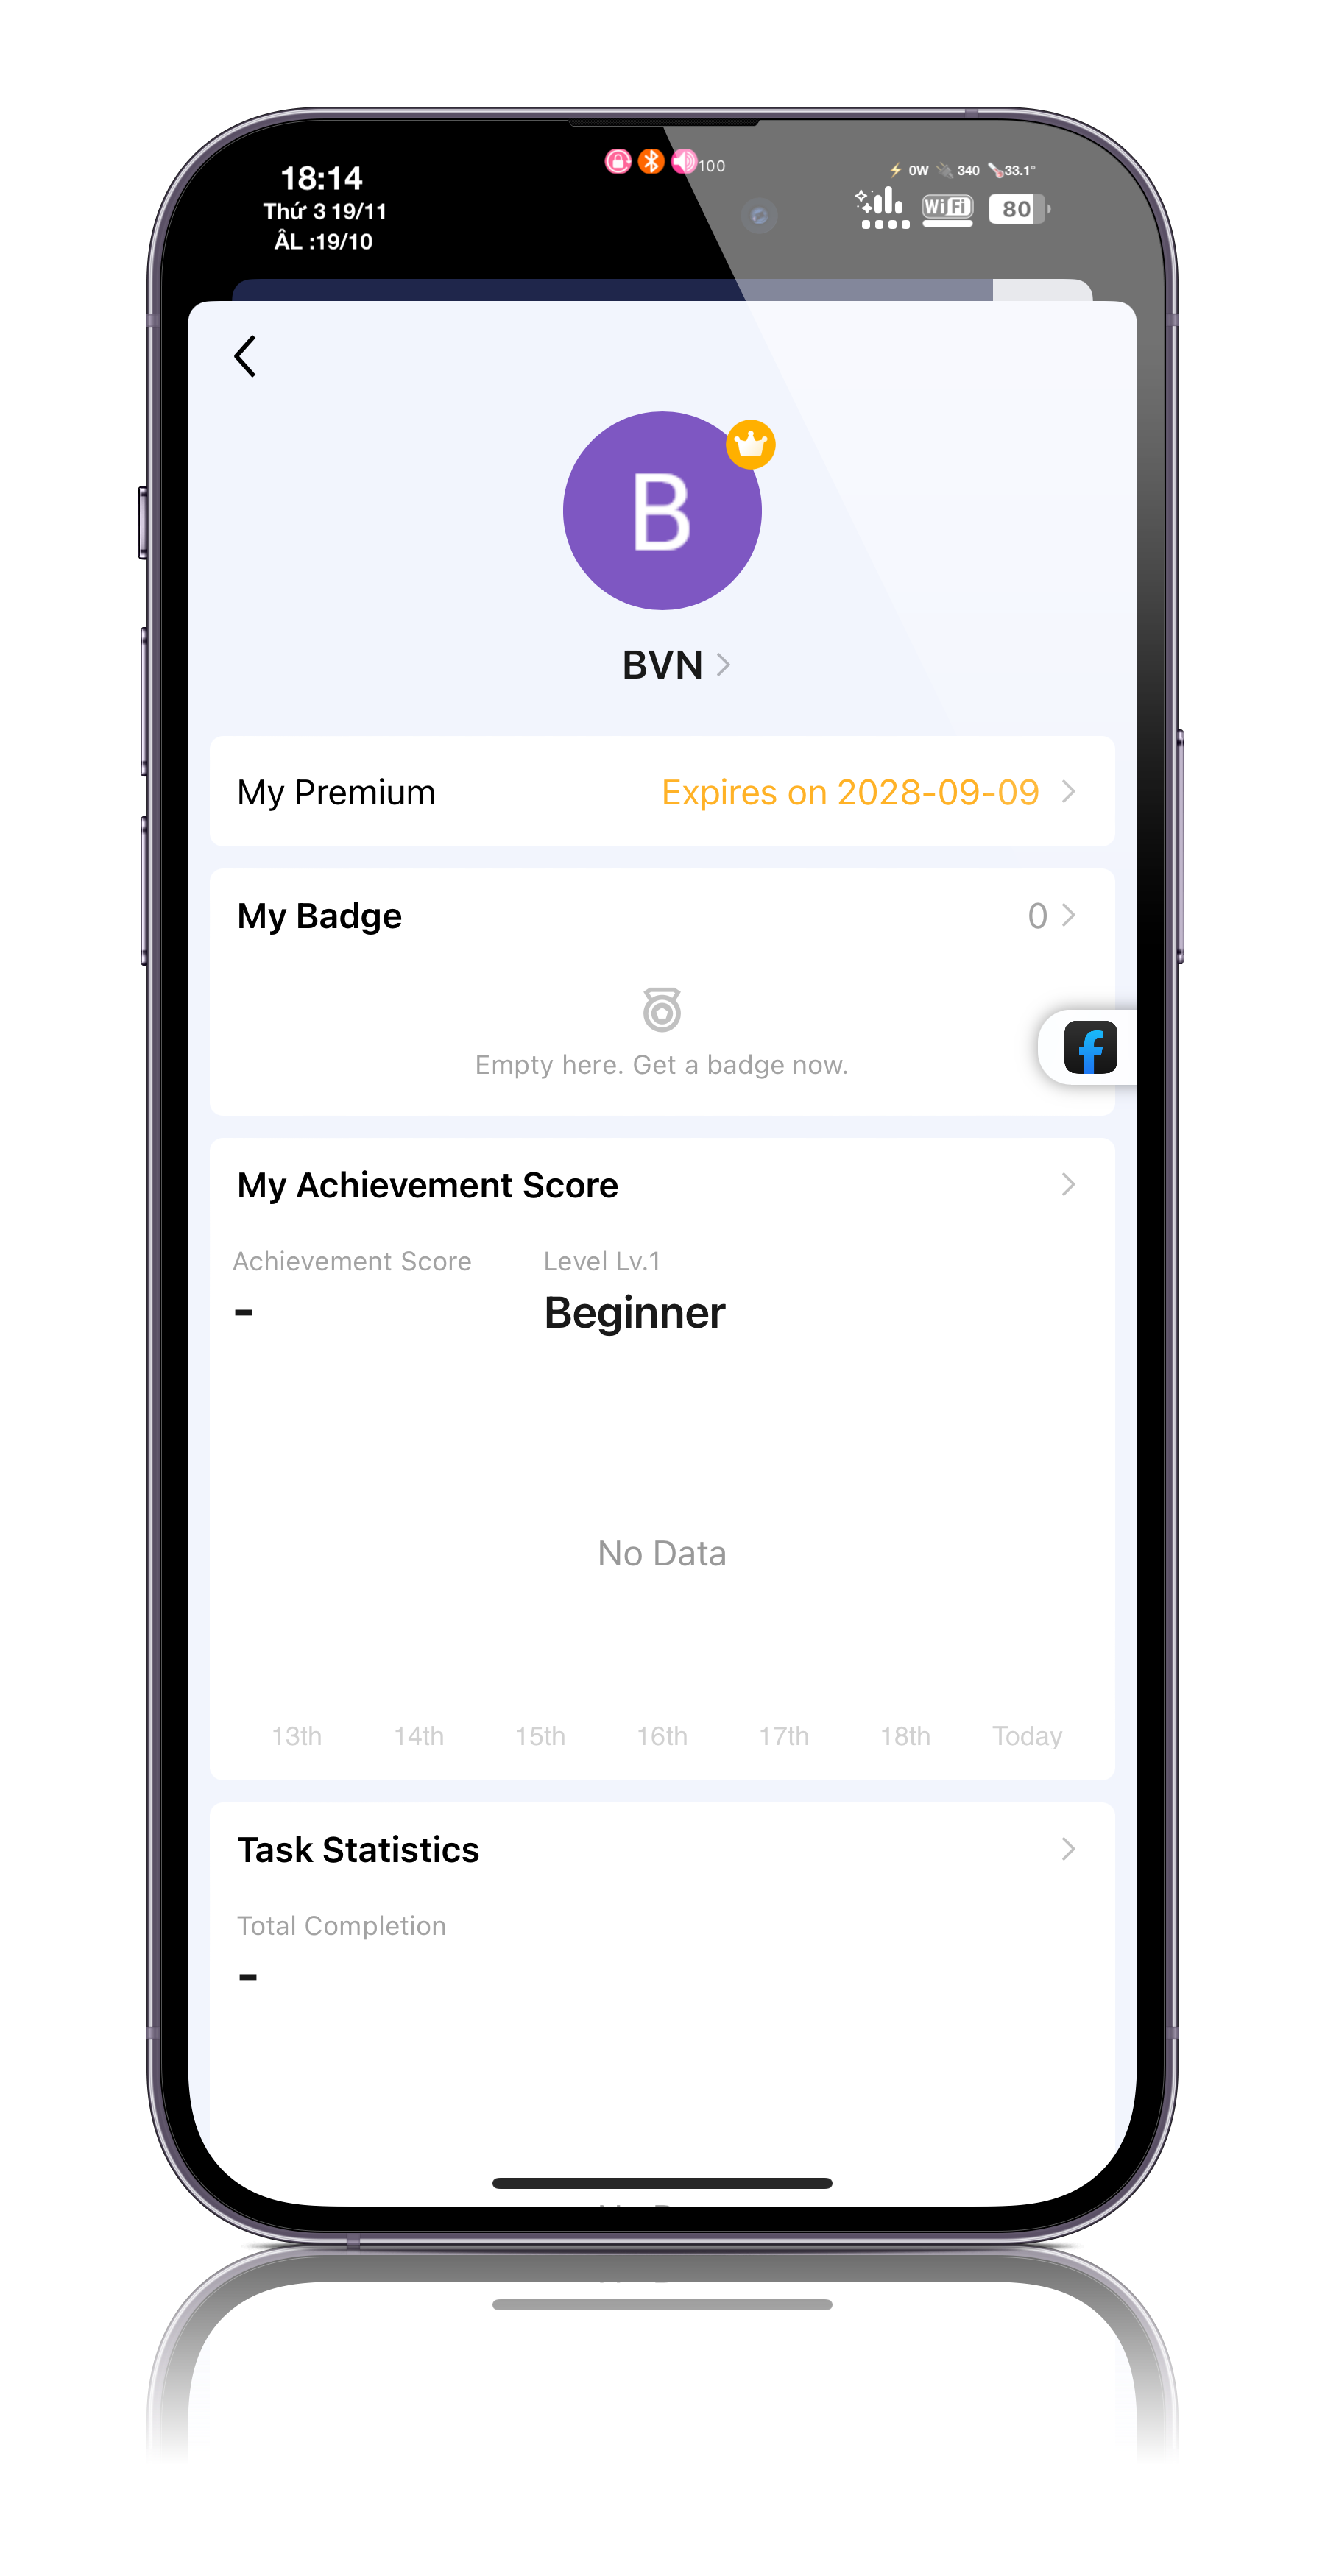 18:14
Thứ 3 19/11
ÂL :19/10
100
0W 340 33.1°
WiFi 80
B
BVN
My Premium Expires on 2028-09-09
My Badge 0
Empty here. Get a badge now.
My Achievement Score
Achievement Score Level Lv.1
- Beginner
No Data
13th 14th 15th 16th 17th 18th Today
Task Statistics
Total Completion
-